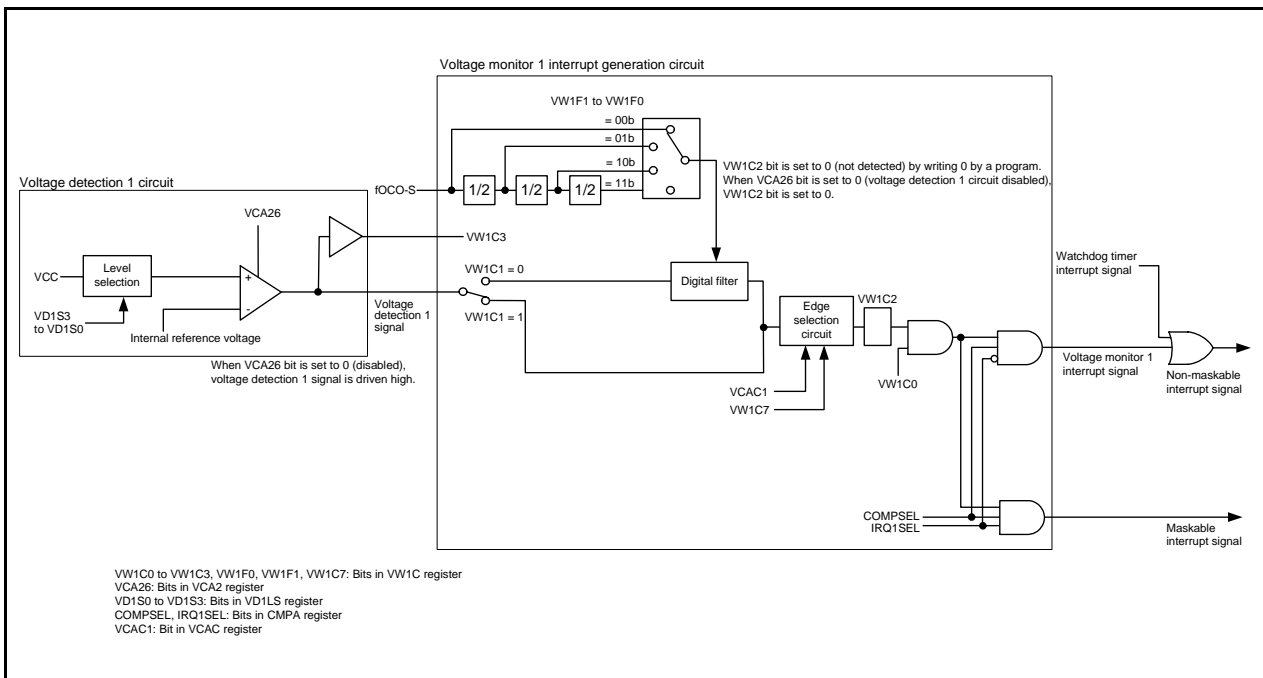 Voltage monitor 1 interrupt generation circuit
VW1F1 to VW1F0
= 00b
= 01b
= 10b
= 11b
fOCO-S
1/2
1/2
1/2
VW1C2 bit is set to 0 (not detected) by writing 0 by a program.
When VCA26 bit is set to 0 (voltage detection 1 circuit disabled),
VW1C2 bit is set to 0.
Voltage detection 1 circuit
VCA26
VW1C3
VCC
Level
selection
+
-
VD1S3
to VD1S0
Internal reference voltage
Voltage
detection 1
signal
When VCA26 bit is set to 0 (disabled),
voltage detection 1 signal is driven high.
VW1C1 = 0
VW1C1 = 1
Digital filter
Edge
selection
circuit
VW1C2
VCAC1
VW1C7
VW1C0
Watchdog timer
interrupt signal
Voltage monitor 1
interrupt signal
Non-maskable
interrupt signal
COMPSEL
IRQ1SEL
Maskable
interrupt signal
VW1C0 to VW1C3, VW1F0, VW1F1, VW1C7: Bits in VW1C register
VCA26: Bits in VCA2 register
VD1S0 to VD1S3: Bits in VD1LS register
COMPSEL, IRQ1SEL: Bits in CMPA register
VCAC1: Bit in VCAC register